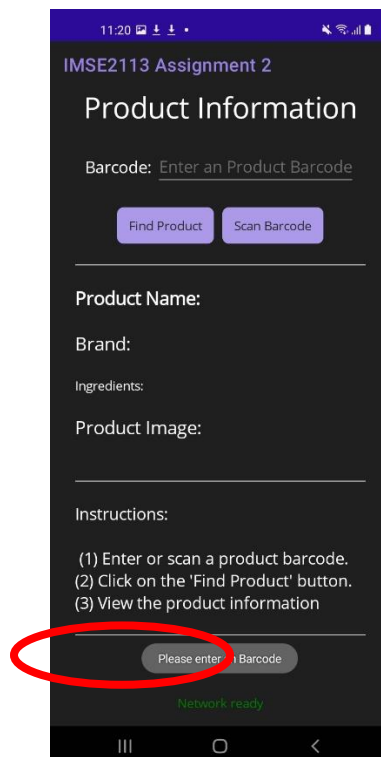 11:20
IMSE2113 Assignment 2
Product Information
Barcode: Enter an Product Barcode
Find Product Scan Barcode
Product Name:
Brand:
Ingredients:
Product Image:
Instructions:
(1) Enter or scan a product barcode.
(2) Click on the 'Find Product' button.
(3) View the product information
Please enter an Barcode
Network ready